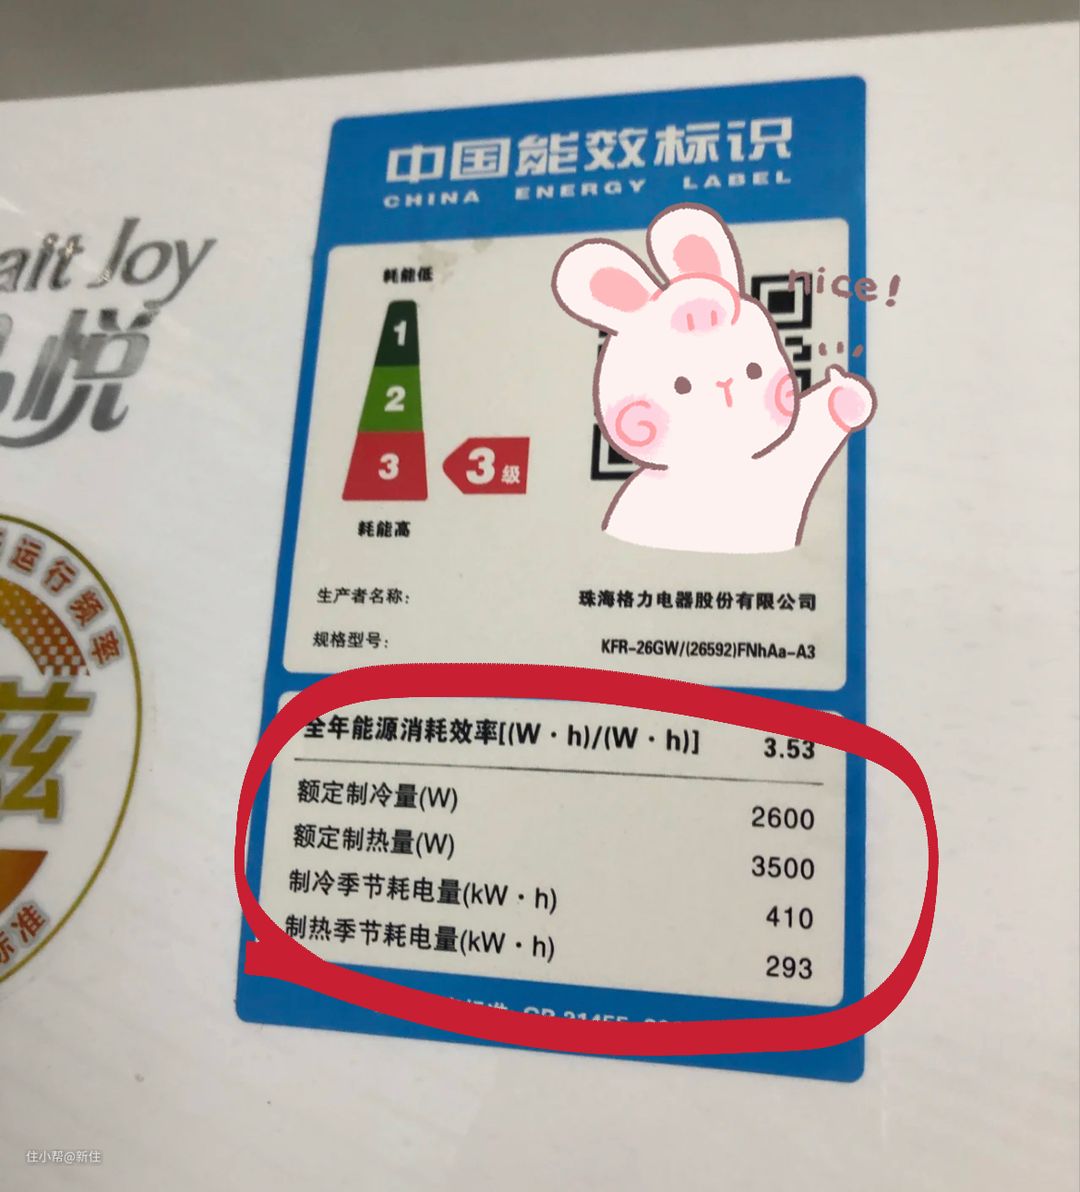 中国能效标识
CHINA ENERGY LABEL
Joy
悦
耗能低
1
2
3
3级
耗能高
nice!
运行频率
生产者名称:
珠海格力电器股份有限公司
规格型号:
KFR-26GW/(26592)FNhAa-A3
全年能源消耗效率[(W·h)/(W·h)]
3.53
额定制冷量(W)
2600
额定制热量(W)
3500
制冷季节耗电量(kW·h)
410
制热季节耗电量(kW·h)
293
GB 21455
住小帮@新住